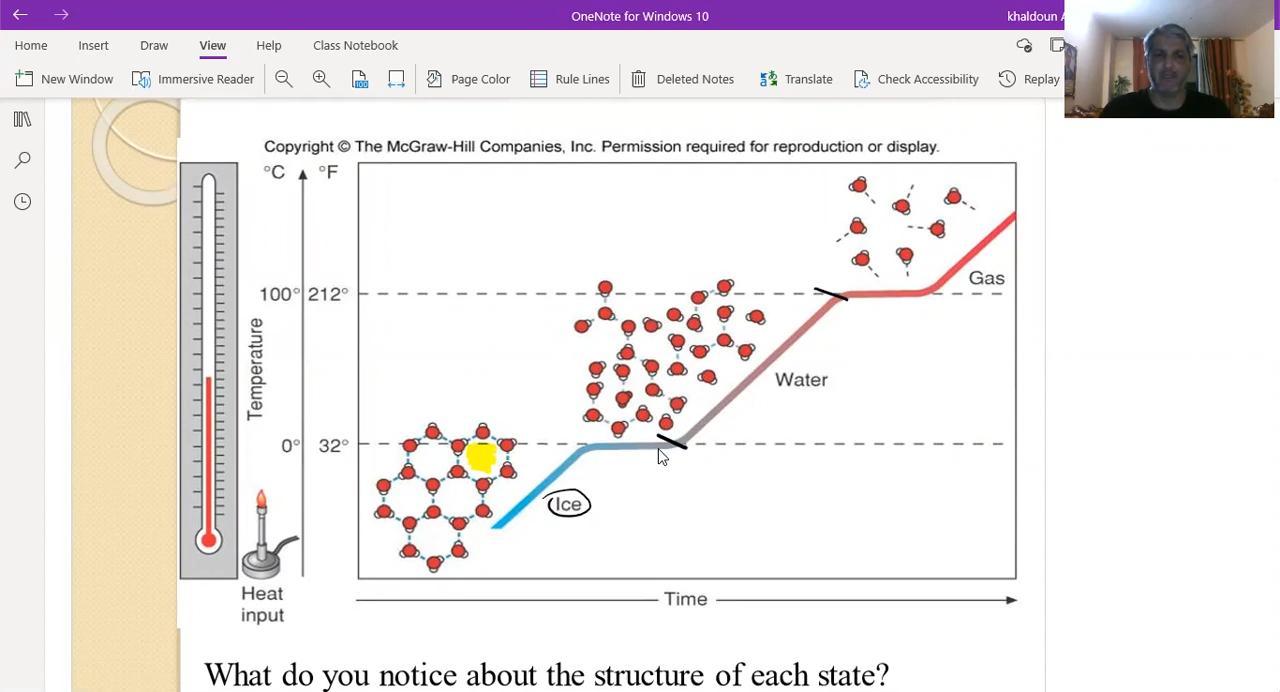 OneNote for Windows 10
khaldoun
Home Insert Draw View Help Class Notebook
New Window Immersive Reader 100 Page Color Rule Lines Deleted Notes Translate Check Accessibility Replay
Copyright © The McGraw-Hill Companies, Inc. Permission required for reproduction or display.
°C °F
Gas
100° 212°
Temperature
Water
0° 32°
Ice
Heat
input
Time
What do you notice about the structure of each state?